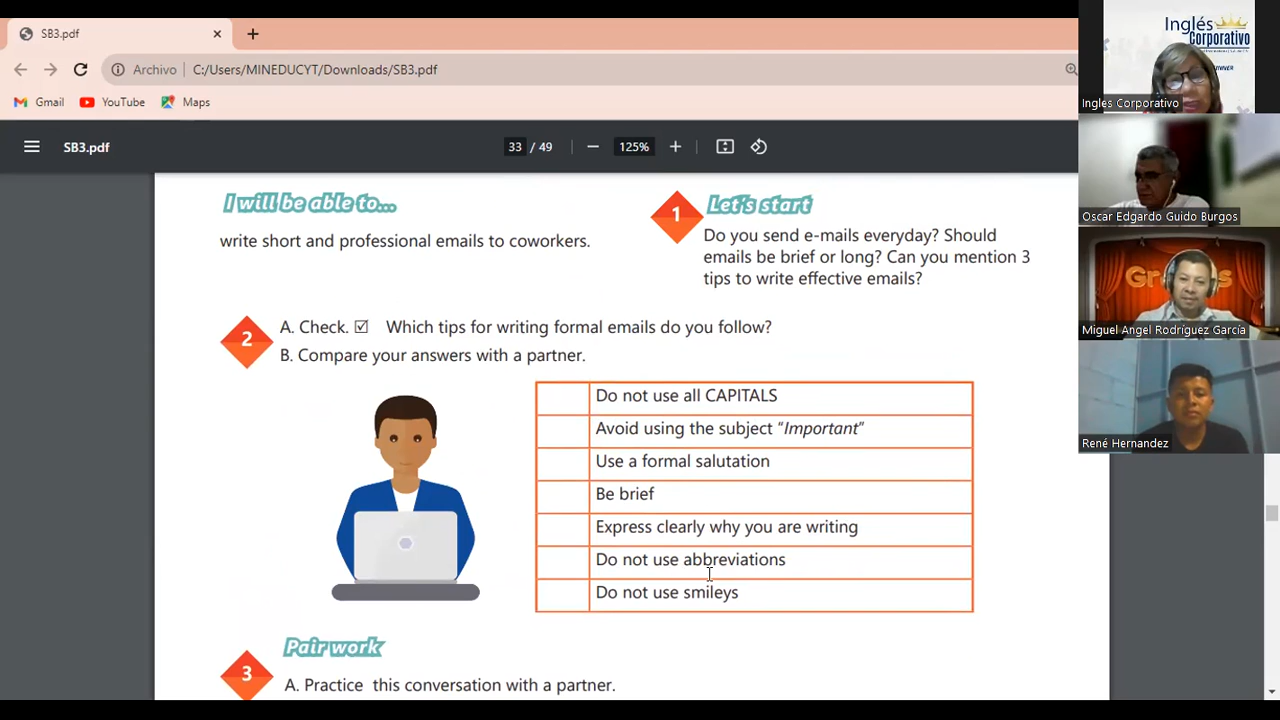 SB3.pdf
Archivo
C:/Users/MINEDUCYT/Downloads/SB3.pdf
Gmail
YouTube
Maps
SB3.pdf
33 / 49
125%
I will be able to...
write short and professional emails to coworkers.
1
Let's start
Do you send e-mails everyday? Should
emails be brief or long? Can you mention 3
tips to write effective emails?
2
A. Check. ☑ Which tips for writing formal emails do you follow?
B. Compare your answers with a partner.
Do not use all CAPITALS
Avoid using the subject “Important”
Use a formal salutation
Be brief
Express clearly why you are writing
Do not use abbreviations
Do not use smileys
3
Pair work
A. Practice this conversation with a partner.
Inglés
Corporativo
Inglés Corporativo
Oscar Edgardo Guido Burgos
Miguel Angel Rodríguez García
René Hernandez